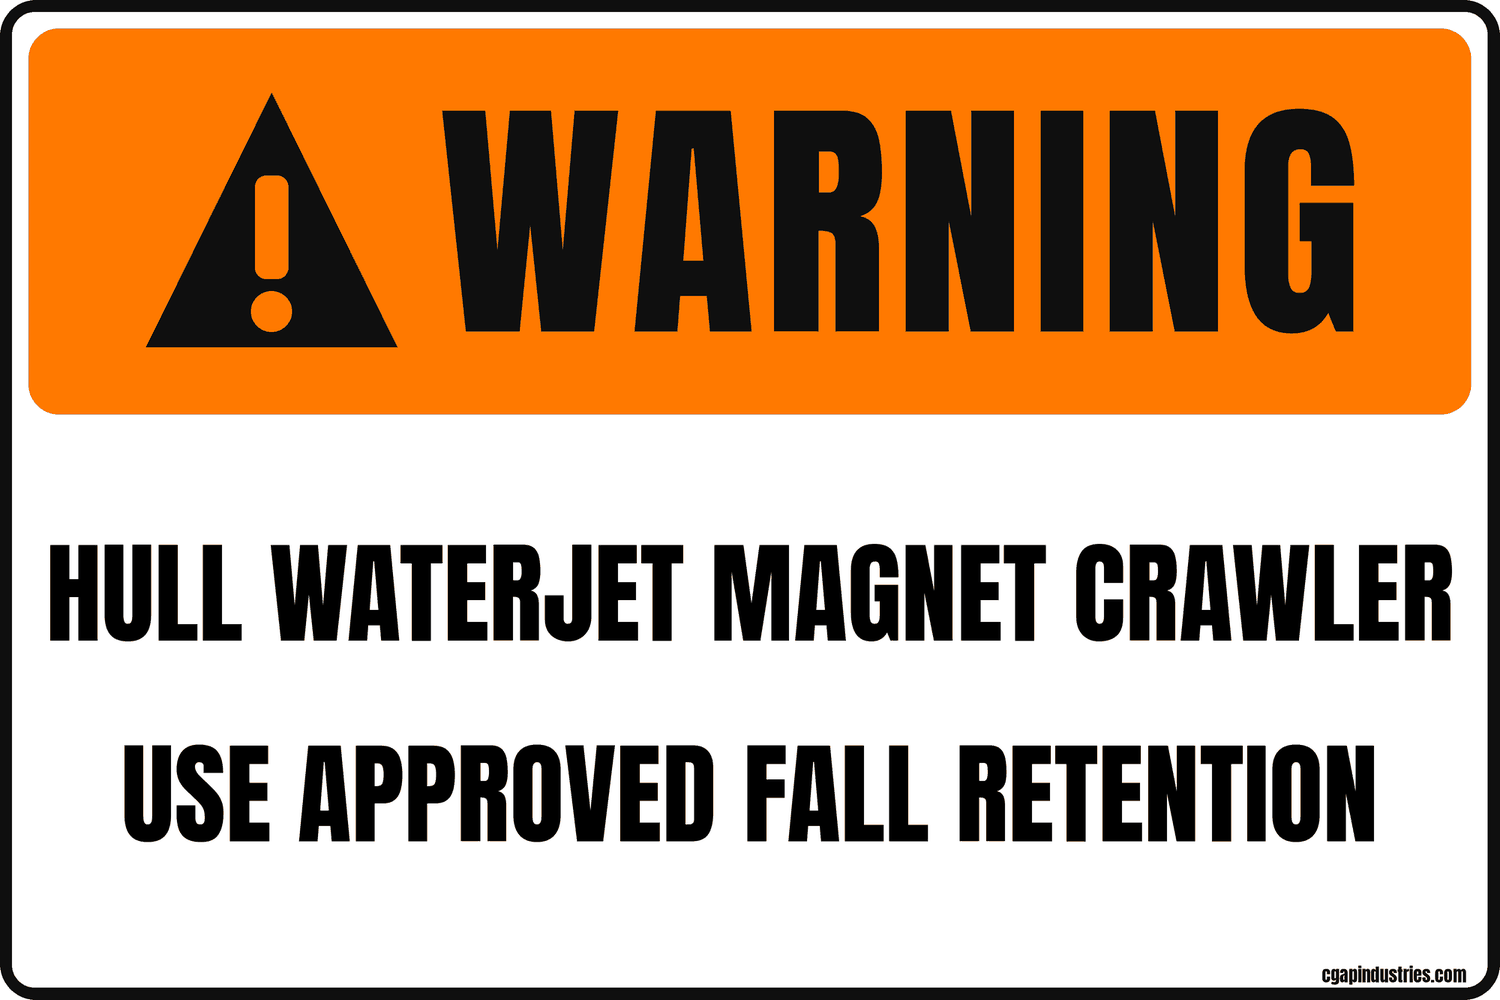 WARNING
HULL WATERJET MAGNET CRAWLER
USE APPROVED FALL RETENTION
cgapindustries.com